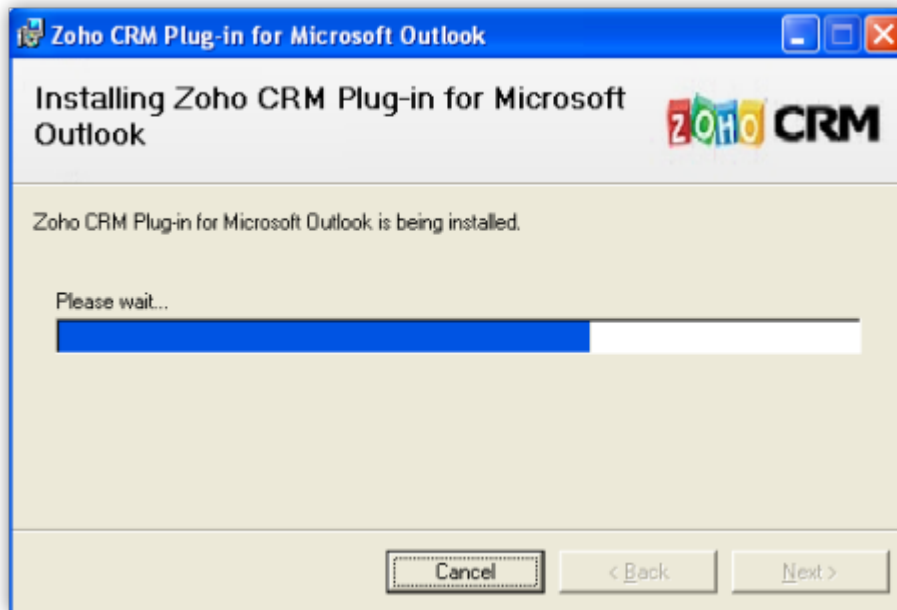 Zoho CRM Plug-in for Microsoft Outlook
Installing Zoho CRM Plug-in for Microsoft
Outlook
ZOHO CRM
Zoho CRM Plug-in for Microsoft Outlook is being installed.
Please wait...
Cancel
< Back
Next >